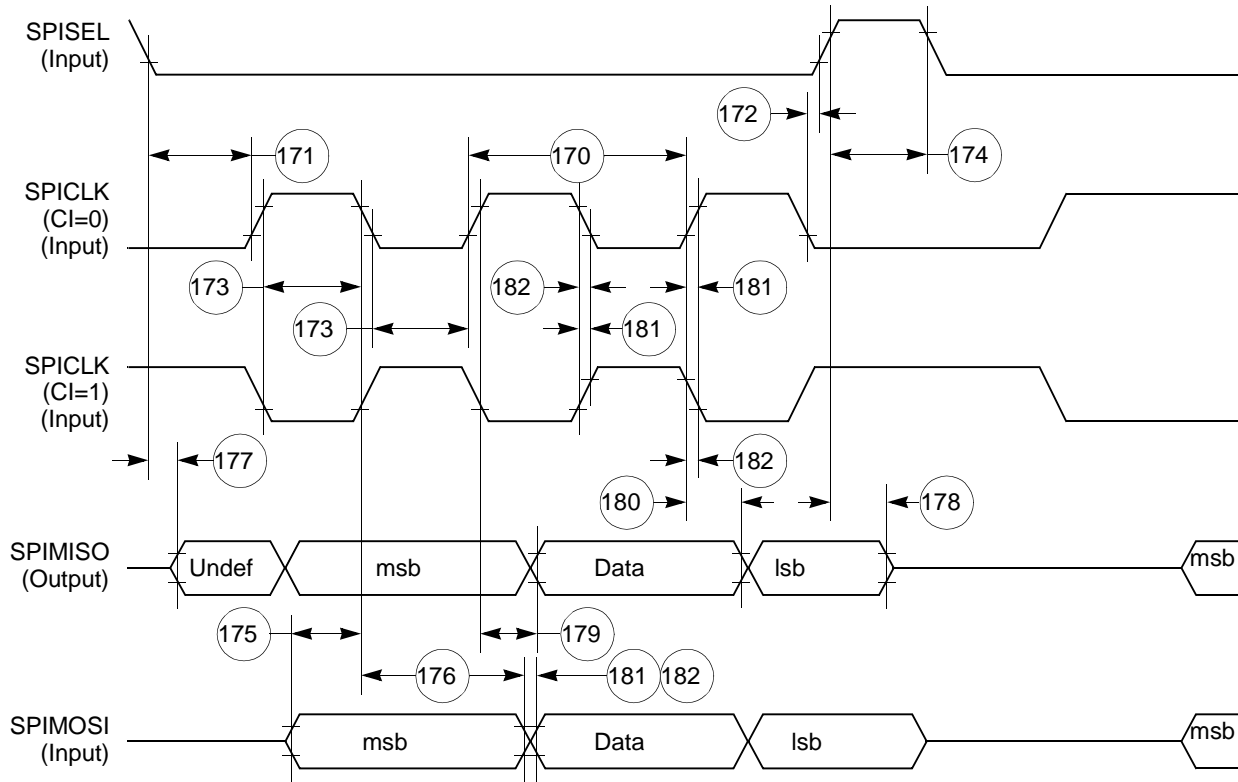 SPISEL
(Input)
172
171
170
174
SPICLK
(CI=0)
(Input)
173
182
181
173
181
SPICLK
(CI=1)
(Input)
177
182
180
178
SPIMISO
(Output)
Undef
msb
Data
lsb
msb
175
179
176
181
182
SPIMOSI
(Input)
msb
Data
lsb
msb